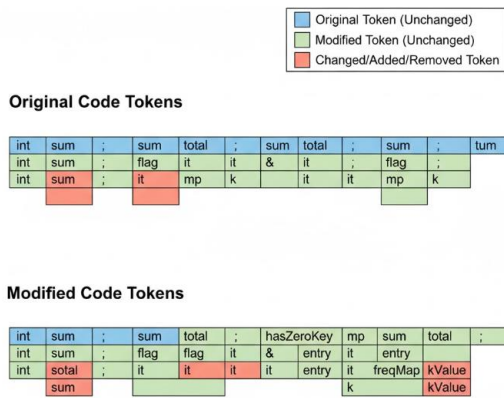 Original Token (Unchanged)
Modified Token (Unchanged)
Changed/Added/Removed Token
Original Code Tokens
int sum ; sum total ; sum total ; sum ; tum
int sum ; flag it it & it ; flag ;
int sum ; it mp k it it mp k
Modified Code Tokens
int sum ; sum total ; hasZeroKey mp sum total ;
int sum ; flag flag it & entry it entry
int sotal ; it it it it entry it freqMap kValue
sum k kValue